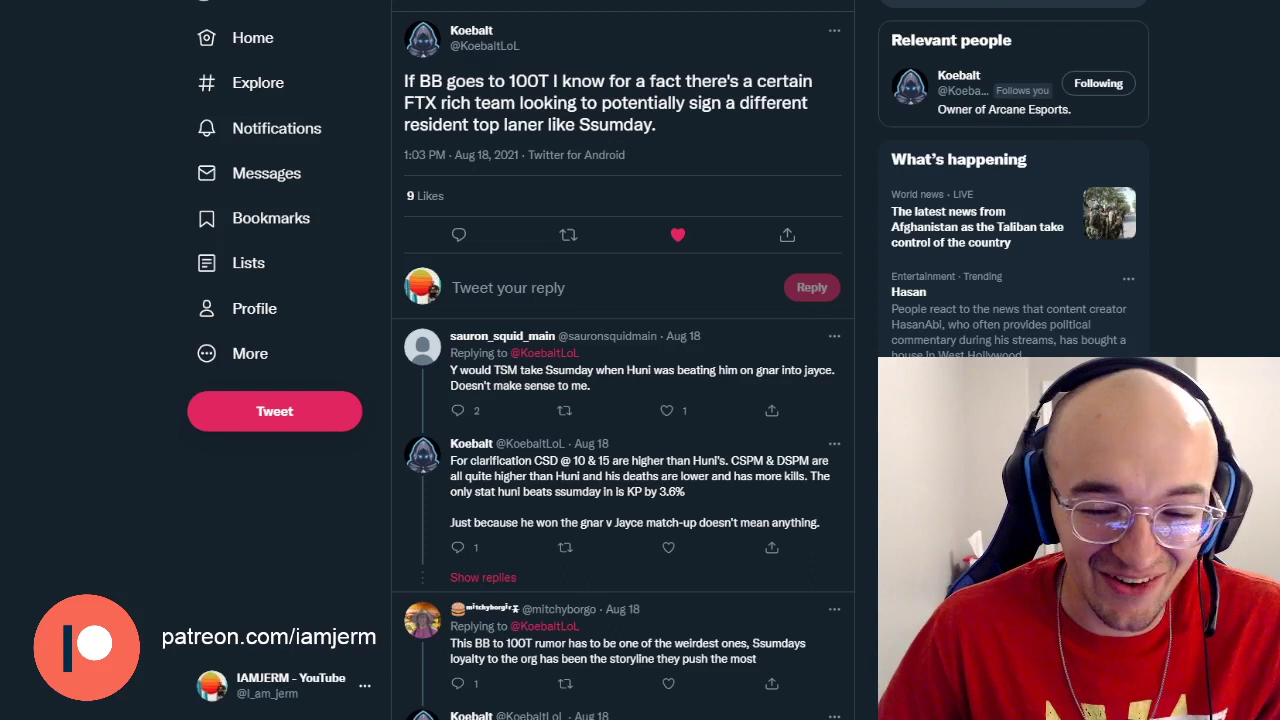 Home
Explore
Notifications
Messages
Bookmarks
Lists
Profile
More
Tweet
patreon.com/iamjerm
IAMJERM - YouTube
@I_am_jerm
Koebalt
@KoebaltLoL
If BB goes to 100T I know for a fact there's a certain
FTX rich team looking to potentially sign a different
resident top laner like Ssumday.
1:03 PM · Aug 18, 2021 · Twitter for Android
9 Likes
Tweet your reply
Reply
sauron_squid_main @sauronsquidmain · Aug 18
Replying to @KoebaltLoL
Y would TSM take Ssumday when Huni was beating him on gnar into jayce.
Doesn't make sense to me.
2
1
Koebalt @KoebaltLoL · Aug 18
For clarification CSD @ 10 & 15 are higher than Huni's. CSPM & DSPM are
all quite higher than Huni and his deaths are lower and has more kills. The
only stat huni beats ssumday in is KP by 3.6%
Just because he won the gnar v Jayce match-up doesn't mean anything.
1
Show replies
@mitchyborgo · Aug 18
Replying to @KoebaltLoL
This BB to 100T rumor has to be one of the weirdest ones, Ssumdays
loyalty to the org has been the storyline they push the most
1
Koebalt @KoebaltLoL · Aug 18
Relevant people
Koebalt
@Koeba... Follows you
Following
Owner of Arcane Esports.
What's happening
World news · LIVE
The latest news from
Afghanistan as the Taliban take
control of the country
Entertainment · Trending
Hasan
People react to the news that content creator
HasanAbi, who often provides political
commentary during his streams, has bought a
house in West Hollywood